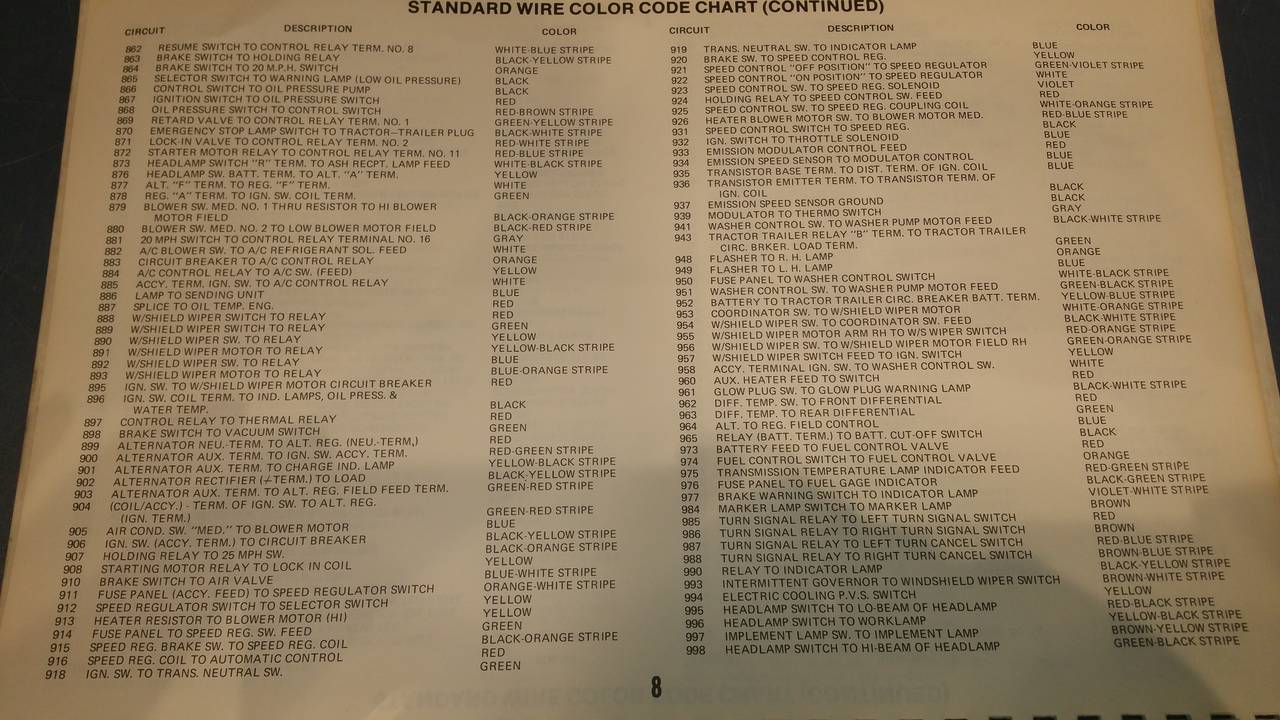 STANDARD WIRE COLOR CODE CHART (CONTINUED)
CIRCUIT DESCRIPTION COLOR
862 RESUME SWITCH TO CONTROL RELAY TERM. NO. 8 WHITE-BLUE STRIPE
863 BRAKE SWITCH TO HOLDING RELAY BLACK-YELLOW STRIPE
864 BRAKE SWITCH TO 20 M.P.H. SWITCH ORANGE
865 SELECTOR SWITCH TO WARNING LAMP (LOW OIL PRESSURE) BLACK
866 CONTROL SWITCH TO OIL PRESSURE PUMP BLACK
867 IGNITION SWITCH TO OIL PRESSURE SWITCH RED
868 OIL PRESSURE SWITCH TO CONTROL SWITCH RED-BROWN STRIPE
869 RETARD VALVE TO CONTROL RELAY TERM. NO. 1 GREEN-YELLOW STRIPE
870 EMERGENCY STOP LAMP SWITCH TO TRACTOR-TRAILER PLUG BLACK-WHITE STRIPE
871 LOCK-IN VALVE TO CONTROL RELAY TERM. NO. 2 RED-WHITE STRIPE
872 STARTER MOTOR RELAY TO CONTROL RELAY TERM. NO. 11 RED-BLUE STRIPE
873 HEADLAMP SWITCH "R" TERM. TO ASH RECPT. LAMP FEED WHITE-BLACK STRIPE
876 HEADLAMP SW. BATT. TERM. TO ALT. "A" TERM. YELLOW
877 ALT. "F" TERM. TO REG. "F" TERM. WHITE
878 REG. "A" TERM. TO IGN. SW. COIL TERM. GREEN
879 BLOWER SW. MED. NO. 1 THRU RESISTOR TO HI BLOWER
MOTOR FIELD BLACK-ORANGE STRIPE
880 BLOWER SW. MED. NO. 2 TO LOW BLOWER MOTOR FIELD BLACK-RED STRIPE
881 20 MPH SWITCH TO CONTROL RELAY TERMINAL NO. 16 GRAY
882 A/C BLOWER SW. TO A/C REFRIGERANT SOL. FEED WHITE
883 CIRCUIT BREAKER TO A/C CONTROL RELAY ORANGE
884 A/C CONTROL RELAY TO A/C SW. (FEED) YELLOW
885 ACCY. TERM. IGN. SW. TO A/C CONTROL RELAY WHITE
886 LAMP TO SENDING UNIT BLUE
887 SPLICE TO OIL TEMP. ENG. RED
888 W/SHIELD WIPER SWITCH TO RELAY RED
889 W/SHIELD WIPER SWITCH TO RELAY GREEN
890 W/SHIELD WIPER SW. TO RELAY YELLOW
891 W/SHIELD WIPER MOTOR TO RELAY YELLOW-BLACK STRIPE
892 W/SHIELD WIPER SW. TO RELAY BLUE
893 W/SHIELD WIPER MOTOR TO RELAY BLUE-ORANGE STRIPE
895 IGN. SW. TO W/SHIELD WIPER MOTOR CIRCUIT BREAKER RED
896 IGN. SW. COIL TERM. TO IND. LAMPS, OIL PRESS. &
WATER TEMP. BLACK
897 CONTROL RELAY TO THERMAL RELAY RED
898 BRAKE SWITCH TO VACUUM SWITCH GREEN
899 ALTERNATOR NEU.-TERM. TO ALT. REG. (NEU.-TERM,) RED
900 ALTERNATOR AUX. TERM. TO IGN. SW. ACCY. TERM. RED-GREEN STRIPE
901 ALTERNATOR AUX. TERM. TO CHARGE IND. LAMP YELLOW-BLACK STRIPE
902 ALTERNATOR RECTIFIER (+TERM.) TO LOAD BLACK-YELLOW STRIPE
903 ALTERNATOR AUX. TERM. TO ALT. REG. FIELD FEED TERM. GREEN-RED STRIPE
904 (COIL/ACCY.) - TERM. OF IGN. SW. TO ALT. REG.
(IGN. TERM.) GREEN-RED STRIPE
905 AIR COND. SW. "MED." TO BLOWER MOTOR BLUE
906 IGN. SW. (ACCY. TERM.) TO CIRCUIT BREAKER BLACK-YELLOW STRIPE
907 HOLDING RELAY TO 25 MPH SW. BLACK-ORANGE STRIPE
908 STARTING MOTOR RELAY TO LOCK IN COIL YELLOW
910 BRAKE SWITCH TO AIR VALVE BLUE-WHITE STRIPE
911 FUSE PANEL (ACCY. FEED) TO SPEED REGULATOR SWITCH ORANGE-WHITE STRIPE
912 SPEED REGULATOR SWITCH TO SELECTOR SWITCH YELLOW
913 HEATER RESISTOR TO BLOWER MOTOR (HI) YELLOW
914 FUSE PANEL TO SPEED REG. SW. FEED GREEN
915 SPEED REG. BRAKE SW. TO SPEED REG. COIL BLACK-ORANGE STRIPE
916 SPEED REG. COIL TO AUTOMATIC CONTROL RED
918 IGN. SW. TO TRANS. NEUTRAL SW. GREEN
CIRCUIT DESCRIPTION COLOR
919 TRANS. NEUTRAL SW. TO INDICATOR LAMP BLUE
920 BRAKE SW. TO SPEED CONTROL REG. YELLOW
921 SPEED CONTROL "OFF POSITION" TO SPEED REGULATOR GREEN-VIOLET STRIPE
922 SPEED CONTROL "ON POSITION" TO SPEED REGULATOR WHITE
923 SPEED CONTROL SW. TO SPEED REG. SOLENOID VIOLET
924 HOLDING RELAY TO SPEED CONTROL SW. FEED RED
925 SPEED CONTROL SW. TO SPEED REG. COUPLING COIL WHITE-ORANGE STRIPE
926 HEATER BLOWER MOTOR SW. TO BLOWER MOTOR MED. RED-BLUE STRIPE
931 SPEED CONTROL SWITCH TO SPEED REG. BLACK
932 IGN. SWITCH TO THROTTLE SOLENOID BLUE
933 EMISSION MODULATOR CONTROL FEED RED
934 EMISSION SPEED SENSOR TO MODULATOR CONTROL BLUE
935 TRANSISTOR BASE TERM. TO DIST. TERM. OF IGN. COIL BLUE
936 TRANSISTOR EMITTER TERM. TO TRANSISTOR TERM. OF
IGN. COIL BLACK
937 EMISSION SPEED SENSOR GROUND BLACK
939 MODULATOR TO THERMO SWITCH GRAY
941 WASHER CONTROL SW. TO WASHER PUMP MOTOR FEED BLACK-WHITE STRIPE
943 TRACTOR TRAILER RELAY "B" TERM. TO TRACTOR TRAILER
CIRC. BRKER. LOAD TERM. GREEN
948 FLASHER TO R. H. LAMP ORANGE
949 FLASHER TO L. H. LAMP BLUE
950 FUSE PANEL TO WASHER CONTROL SWITCH WHITE-BLACK STRIPE
951 WASHER CONTROL SW. TO WASHER PUMP MOTOR FEED GREEN-BLACK STRIPE
952 BATTERY TO TRACTOR TRAILER CIRC. BREAKER BATT. TERM. YELLOW-BLUE STRIPE
953 COORDINATOR SW. TO W/SHIELD WIPER MOTOR WHITE-ORANGE STRIPE
954 W/SHIELD WIPER SW. TO COORDINATOR SW. FEED BLACK-WHITE STRIPE
955 W/SHIELD WIPER MOTOR ARM RH TO W/S WIPER SWITCH RED-ORANGE STRIPE
956 W/SHIELD WIPER SW. TO W/SHIELD WIPER MOTOR FIELD RH GREEN-ORANGE STRIPE
957 W/SHIELD WIPER SWITCH FEED TO IGN. SWITCH YELLOW
958 ACCY. TERMINAL IGN. SW. TO WASHER CONTROL SW. WHITE
960 AUX. HEATER FEED TO SWITCH RED
961 GLOW PLUG SW. TO GLOW PLUG WARNING LAMP BLACK-WHITE STRIPE
962 DIFF. TEMP. SW. TO FRONT DIFFERENTIAL RED
963 DIFF. TEMP. TO REAR DIFFERENTIAL GREEN
964 ALT. TO REG. FIELD CONTROL BLUE
965 RELAY (BATT. TERM.) TO BATT. CUT-OFF SWITCH BLACK
973 BATTERY FEED TO FUEL CONTROL VALVE RED
974 FUEL CONTROL SWITCH TO FUEL CONTROL VALVE ORANGE
975 TRANSMISSION TEMPERATURE LAMP INDICATOR FEED RED-GREEN STRIPE
976 FUSE PANEL TO FUEL GAGE INDICATOR BLACK-GREEN STRIPE
977 BRAKE WARNING SWITCH TO INDICATOR LAMP VIOLET-WHITE STRIPE
984 MARKER LAMP SWITCH TO MARKER LAMP BROWN
985 TURN SIGNAL RELAY TO LEFT TURN SIGNAL SWITCH RED
986 TURN SIGNAL RELAY TO RIGHT TURN SIGNAL SWITCH BROWN
987 TURN SIGNAL RELAY TO LEFT TURN CANCEL SWITCH RED-BLUE STRIPE
988 TURN SIGNAL RELAY TO RIGHT TURN CANCEL SWITCH BROWN-BLUE STRIPE
990 RELAY TO INDICATOR LAMP BLACK-YELLOW STRIPE
993 INTERMITTENT GOVERNOR TO WINDSHIELD WIPER SWITCH BROWN-WHITE STRIPE
994 ELECTRIC COOLING P.V.S. SWITCH YELLOW
995 HEADLAMP SWITCH TO LO-BEAM OF HEADLAMP RED-BLACK STRIPE
996 HEADLAMP SWITCH TO WORKLAMP YELLOW-BLACK STRIPE
997 IMPLEMENT LAMP SW. TO IMPLEMENT LAMP BROWN-YELLOW STRIPE
998 HEADLAMP SWITCH TO HI-BEAM OF HEADLAMP GREEN-BLACK STRIPE
8